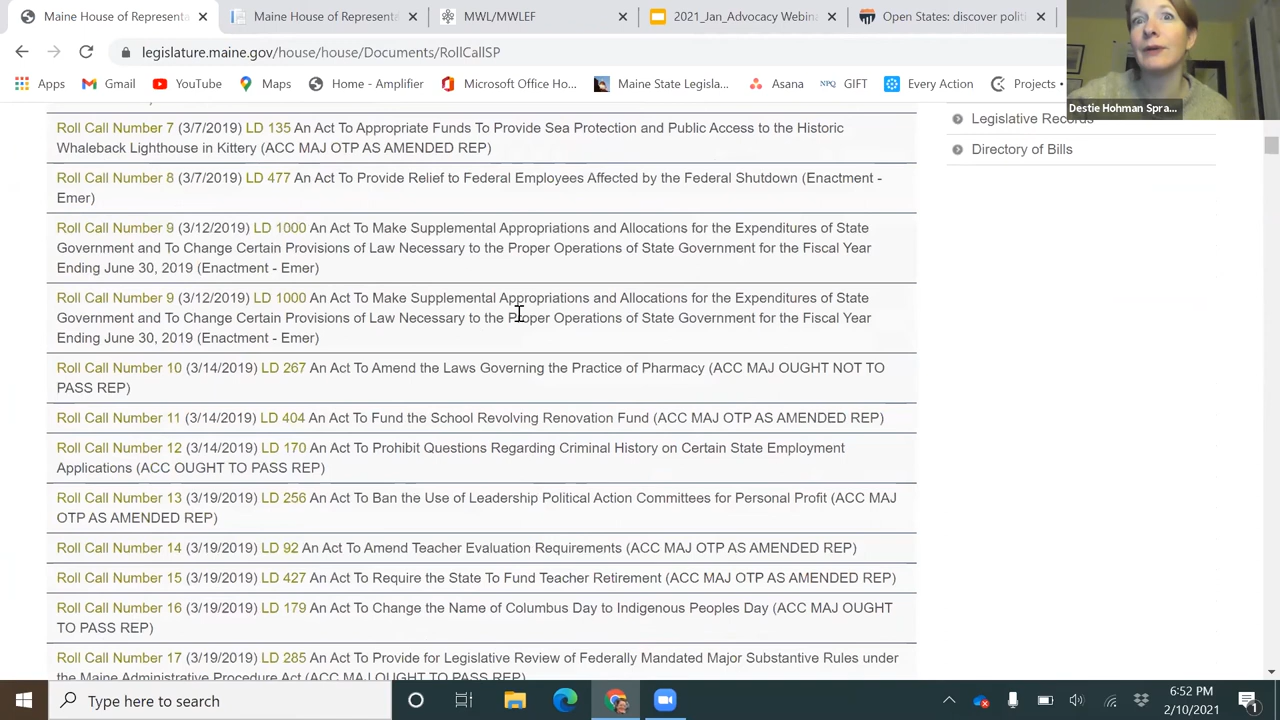 Maine House of Representa
Maine House of Represent
MWL/MWLEF
2021_Jan_Advocacy Webina
Open States: discover politi
legislature.maine.gov/house/house/Documents/RollCallSP
Apps
Gmail
YouTube
Maps
Home - Amplifier
Microsoft Office Ho...
Maine State Legisla...
Asana
NPQ GIFT
Every Action
Projects
Destie Hohman Spra...
Roll Call Number 7 (3/7/2019) LD 135 An Act To Appropriate Funds To Provide Sea Protection and Public Access to the Historic
Whaleback Lighthouse in Kittery (ACC MAJ OTP AS AMENDED REP)
Roll Call Number 8 (3/7/2019) LD 477 An Act To Provide Relief to Federal Employees Affected by the Federal Shutdown (Enactment -
Emer)
Roll Call Number 9 (3/12/2019) LD 1000 An Act To Make Supplemental Appropriations and Allocations for the Expenditures of State
Government and To Change Certain Provisions of Law Necessary to the Proper Operations of State Government for the Fiscal Year
Ending June 30, 2019 (Enactment - Emer)
Roll Call Number 9 (3/12/2019) LD 1000 An Act To Make Supplemental Appropriations and Allocations for the Expenditures of State
Government and To Change Certain Provisions of Law Necessary to the Proper Operations of State Government for the Fiscal Year
Ending June 30, 2019 (Enactment - Emer)
Roll Call Number 10 (3/14/2019) LD 267 An Act To Amend the Laws Governing the Practice of Pharmacy (ACC MAJ OUGHT NOT TO
PASS REP)
Roll Call Number 11 (3/14/2019) LD 404 An Act To Fund the School Revolving Renovation Fund (ACC MAJ OTP AS AMENDED REP)
Roll Call Number 12 (3/14/2019) LD 170 An Act To Prohibit Questions Regarding Criminal History on Certain State Employment
Applications (ACC OUGHT TO PASS REP)
Roll Call Number 13 (3/19/2019) LD 256 An Act To Ban the Use of Leadership Political Action Committees for Personal Profit (ACC MAJ
OTP AS AMENDED REP)
Roll Call Number 14 (3/19/2019) LD 92 An Act To Amend Teacher Evaluation Requirements (ACC MAJ OTP AS AMENDED REP)
Roll Call Number 15 (3/19/2019) LD 427 An Act To Require the State To Fund Teacher Retirement (ACC MAJ OTP AS AMENDED REP)
Roll Call Number 16 (3/19/2019) LD 179 An Act To Change the Name of Columbus Day to Indigenous Peoples Day (ACC MAJ OUGHT
TO PASS REP)
Roll Call Number 17 (3/19/2019) LD 285 An Act To Provide for Legislative Review of Federally Mandated Major Substantive Rules under
the Maine Administrative Procedure Act (ACC MAJ OUGHT TO PASS REP)
Legislative Records
Directory of Bills
Type here to search
6:52 PM
2/10/2021
1